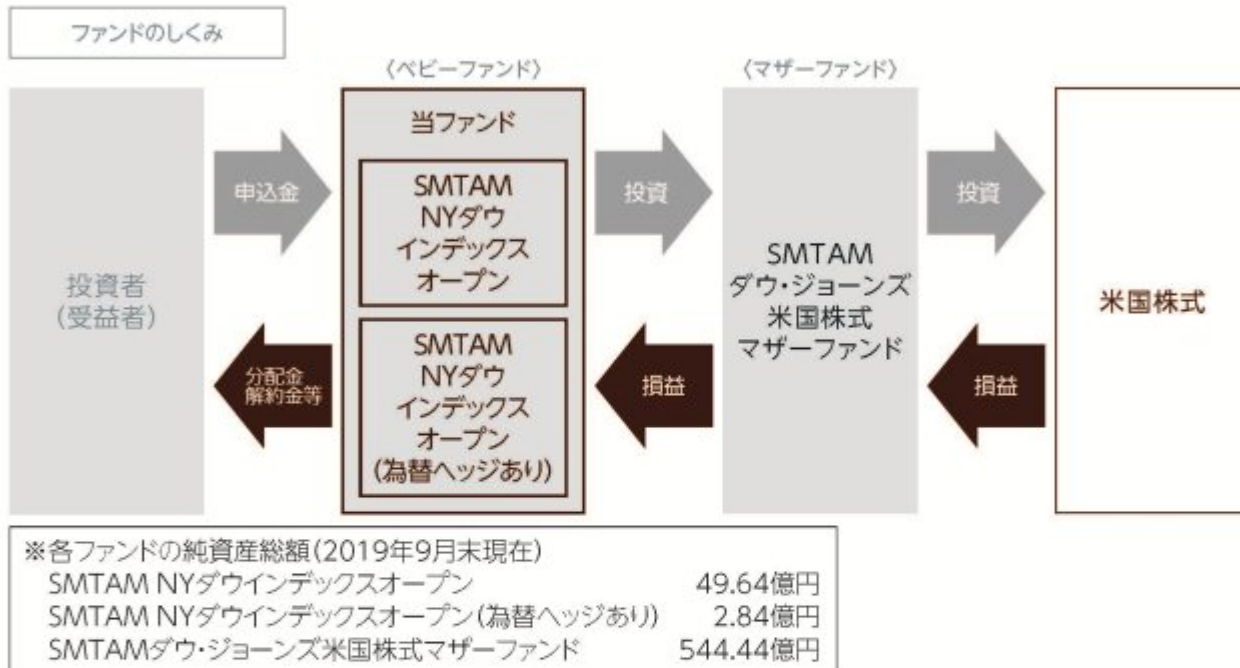 ファンドのしくみ
〈ベビーファンド〉
〈マザーファンド〉
投資者
(受益者)
申込金
分配金
解約金等
当ファンド
SMTAM
NYダウ
インデックス
オープン
SMTAM
NYダウ
インデックス
オープン
(為替ヘッジあり)
投資
損益
SMTAM
ダウ・ジョーンズ
米国株式
マザーファンド
投資
損益
米国株式
※各ファンドの純資産総額(2019年9月末現在)
SMTAM NYダウインデックスオープン 49.64億円
SMTAM NYダウインデックスオープン(為替ヘッジあり) 2.84億円
SMTAMダウ・ジョーンズ米国株式マザーファンド 544.44億円